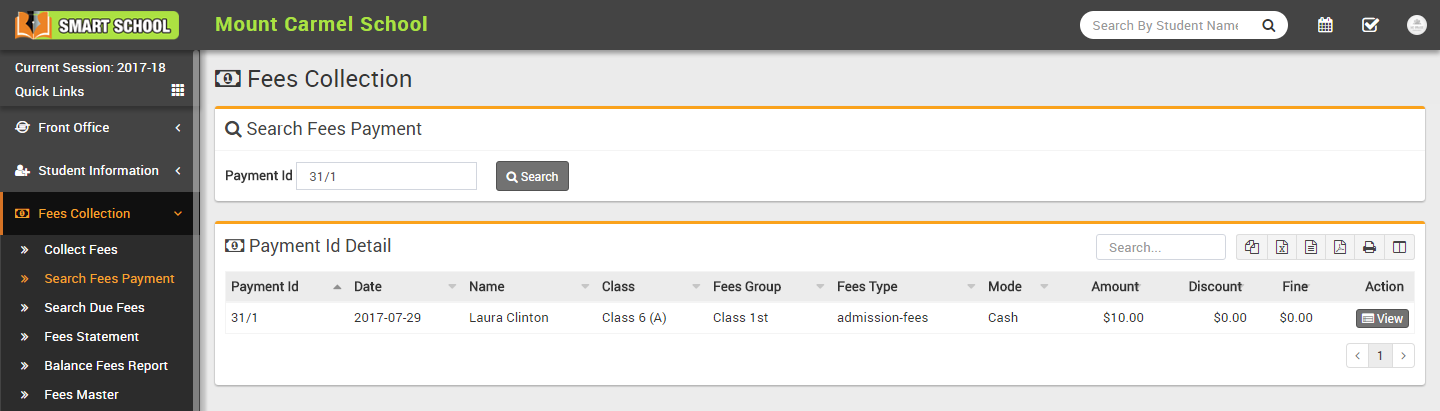 SMART SCHOOL
Mount Carmel School
Search By Student Name
Current Session: 2017-18
Quick Links
Front Office
Student Information
Fees Collection
Collect Fees
Search Fees Payment
Search Due Fees
Fees Statement
Balance Fees Report
Fees Master
Fees Collection
Search Fees Payment
Payment Id 31/1 Search
Payment Id Detail
Search...
Payment Id Date Name Class Fees Group Fees Type Mode Amount Discount Fine Action
31/1 2017-07-29 Laura Clinton Class 6 (A) Class 1st admission-fees Cash $10.00 $0.00 $0.00 View
1